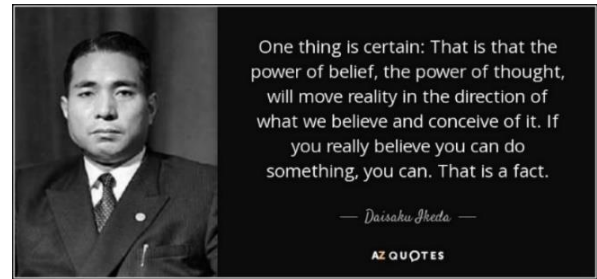 One thing is certain: That is that the
power of belief, the power of thought,
will move reality in the direction of
what we believe and conceive of it. If
you really believe you can do
something, you can. That is a fact.
— Daisaku Ikeda —
AZ QUOTES